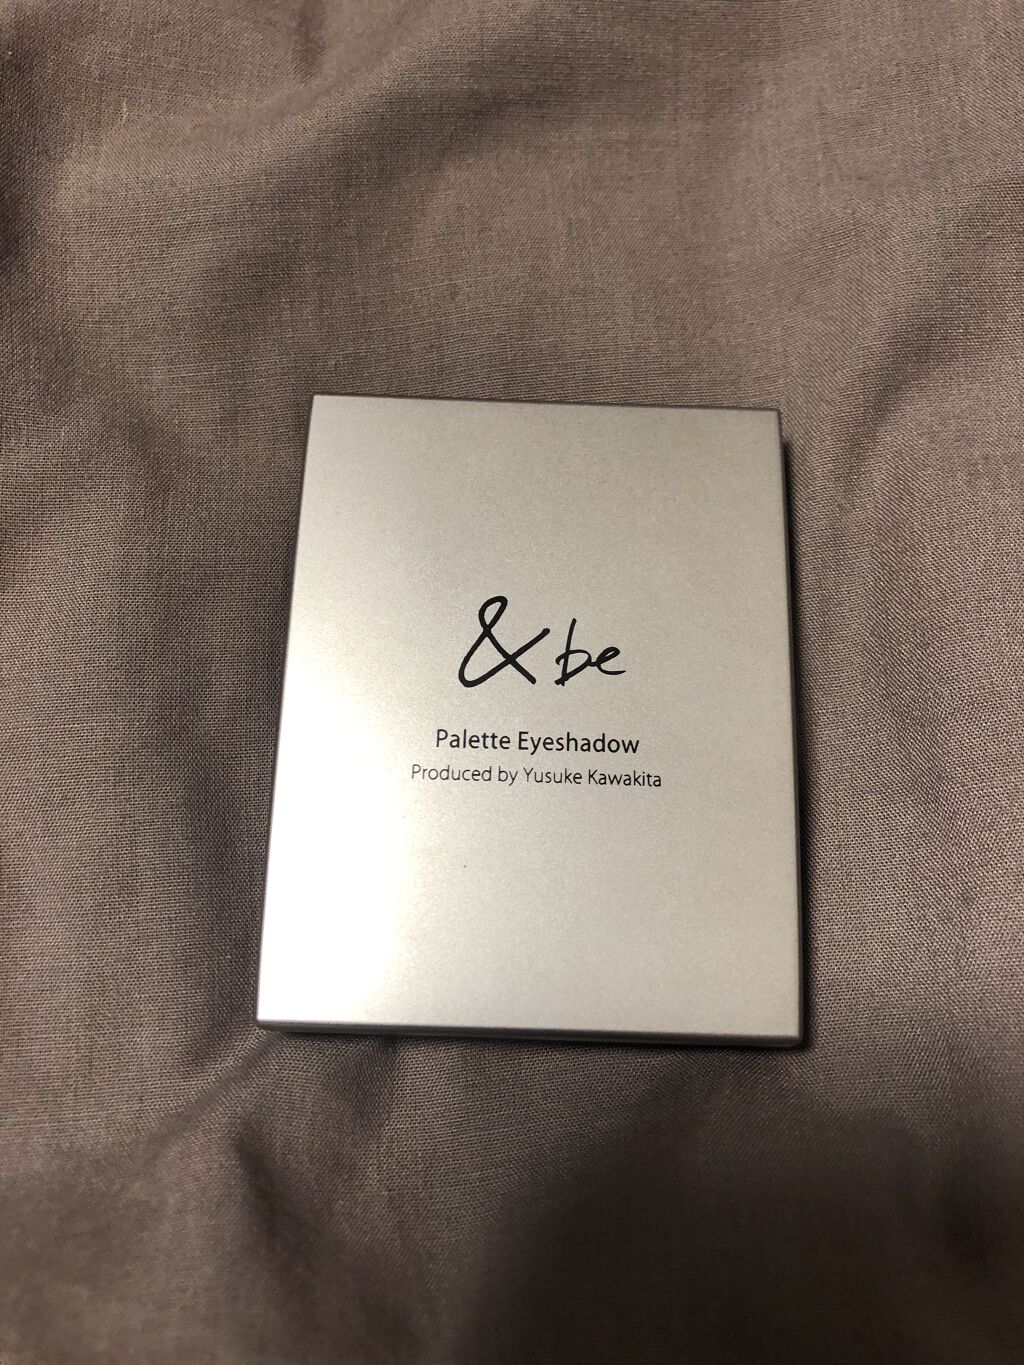 & be
Palette Eyeshadow
Produced by Yusuke Kawakita